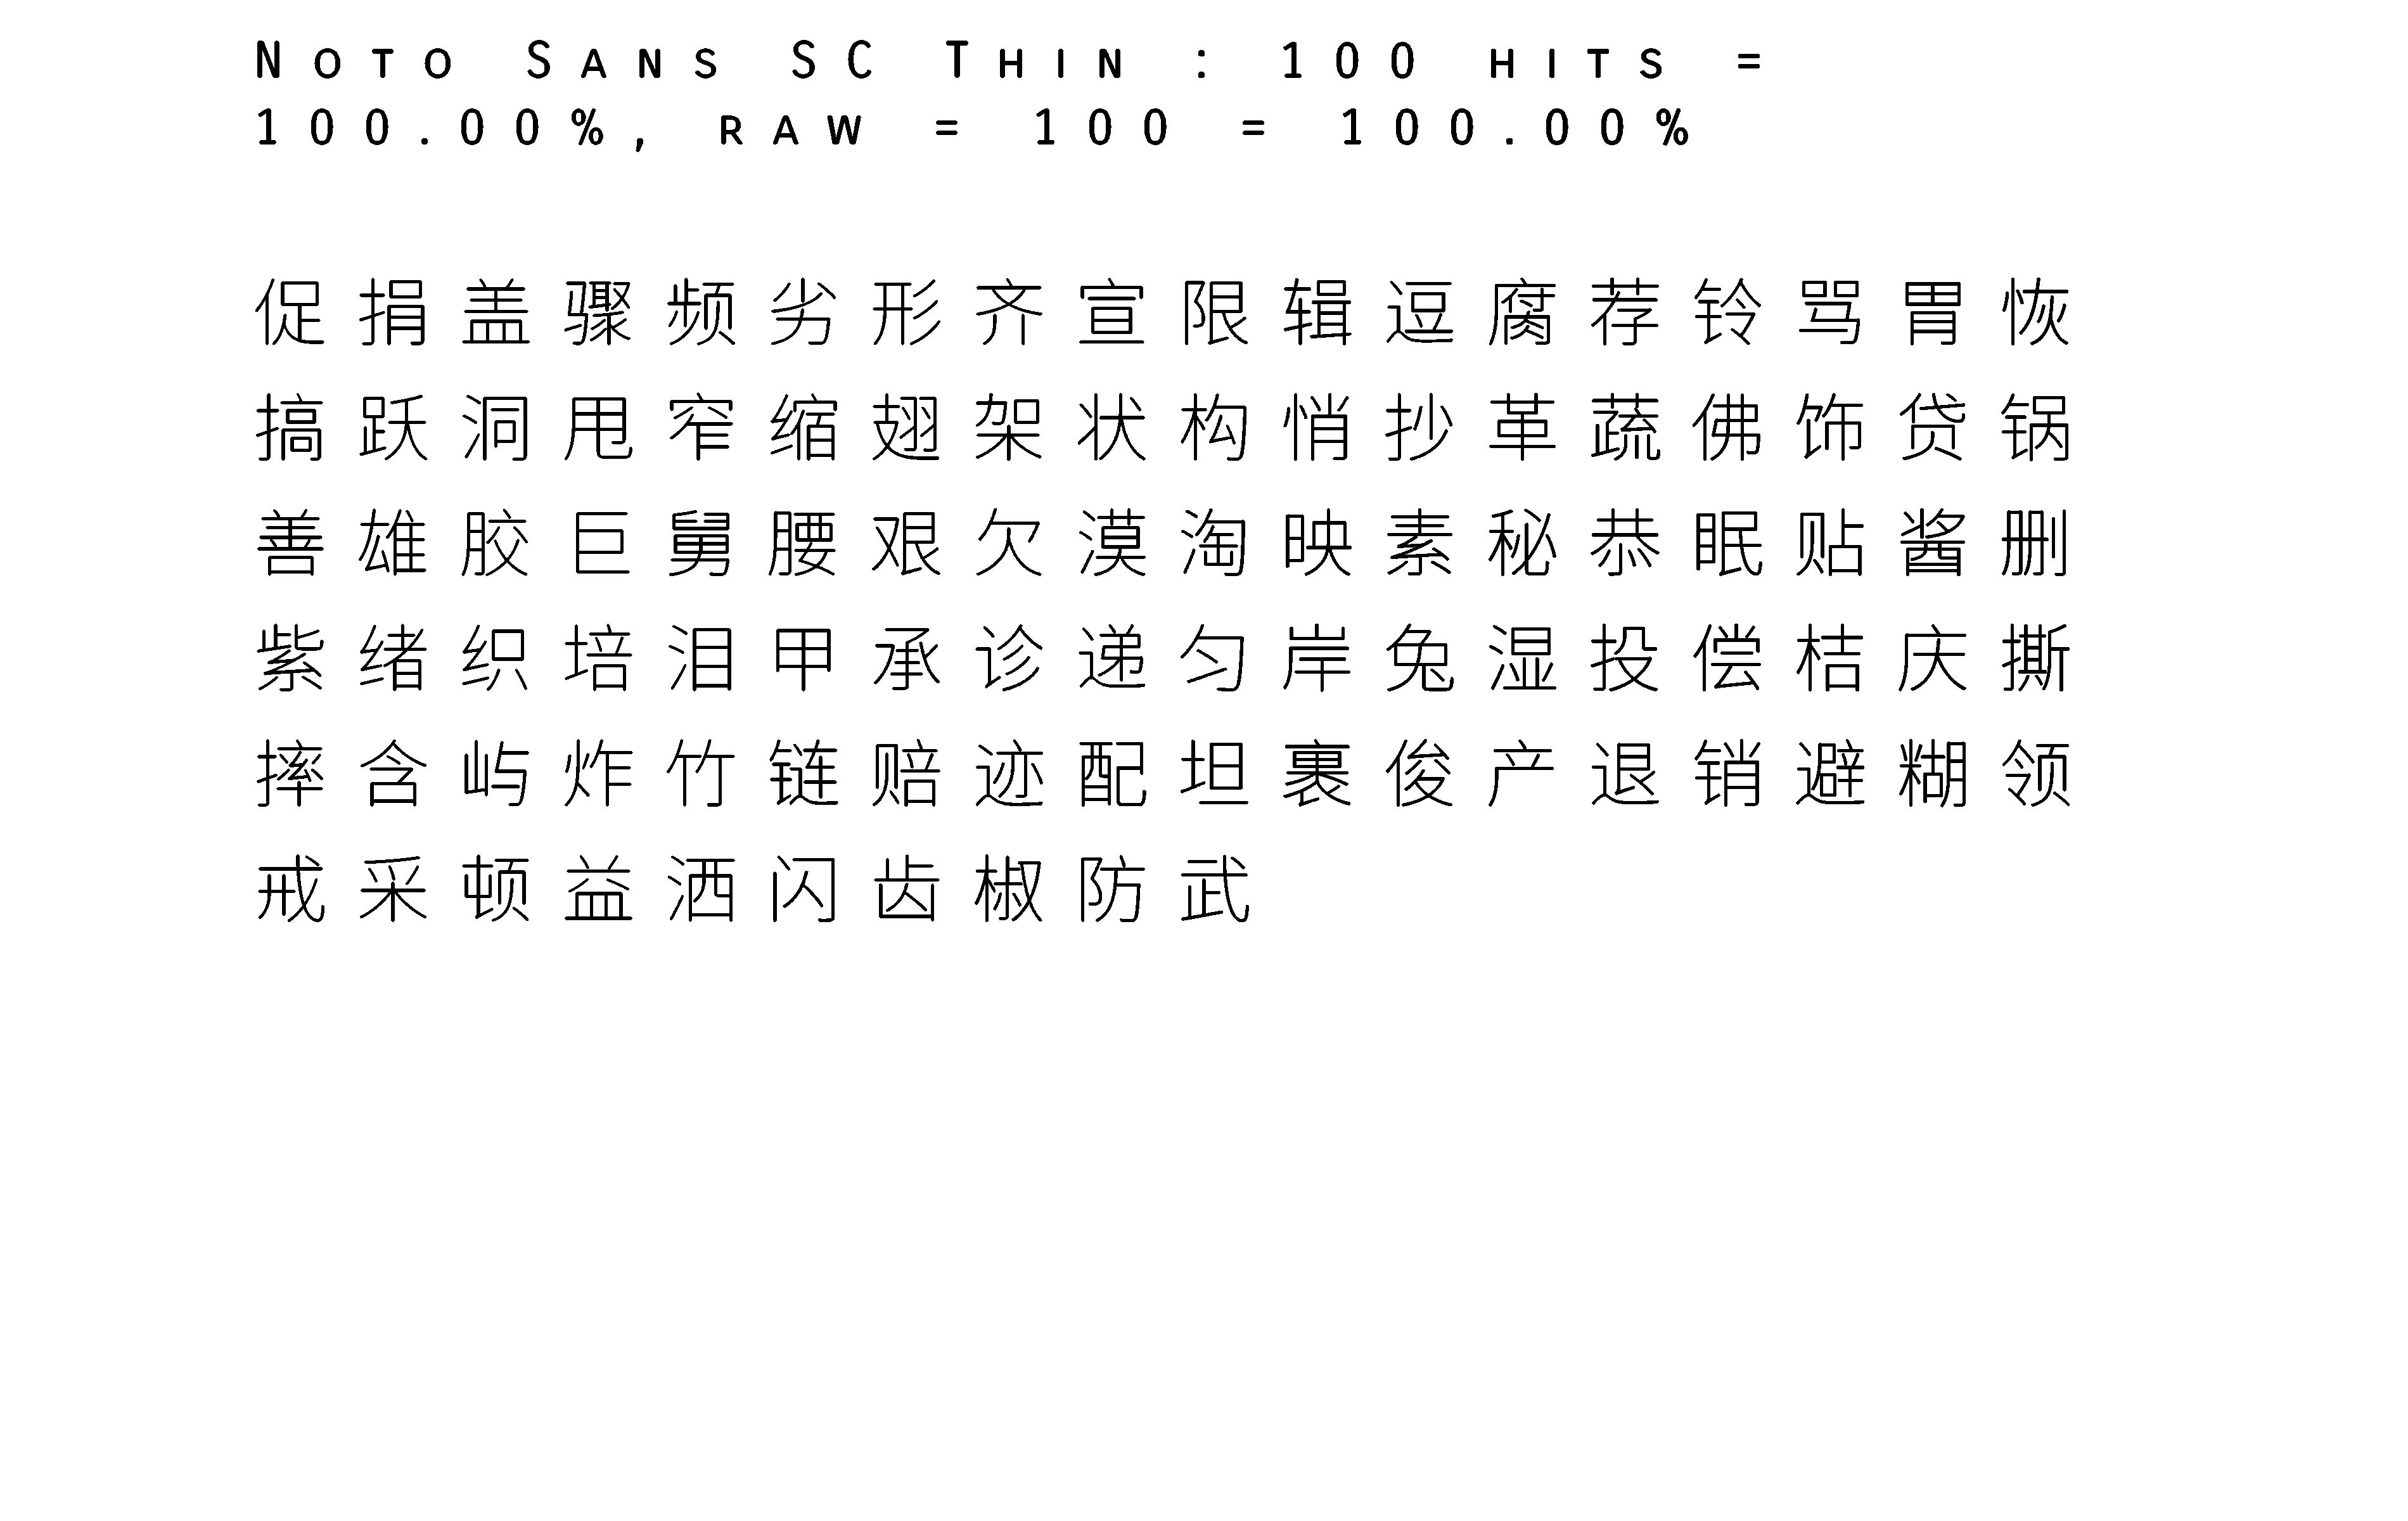 Noto Sans SC Thin : 100 hits =
100.00%, raw = 100 = 100.00%
促捐盖骤频劣形齐宣限辑逗腐荐铃骂胃恢
搞跃洞甩窄缩翅架状构悄抄革蔬佛饰贷锅
善雄胶巨舅腰艰欠漠淘映素秘恭眠贴酱删
紫绪织培泪甲承诊递匀岸兔湿投偿桔庆撕
摔含屿炸竹链赔迹配坦裹俊产退销避糊领
戒采顿益洒闪齿椒防武